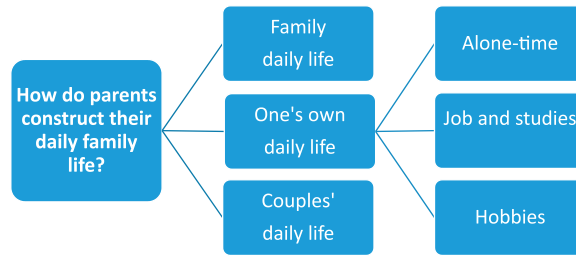 How do parents
construct their
daily family
life?
Family
daily life
One's own
daily life
Couples'
daily life
Alone-time
Job and studies
Hobbies